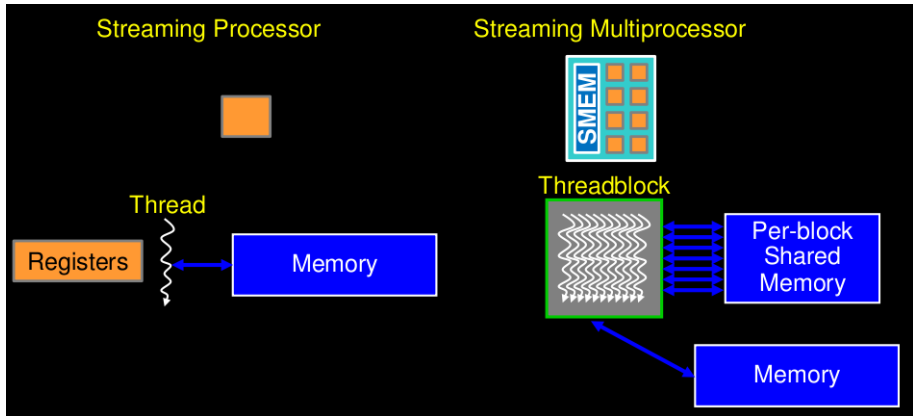 Streaming Processor
Streaming Multiprocessor
SMEM
Threadblock
Thread
Registers
Memory
Per-block
Shared
Memory
Memory